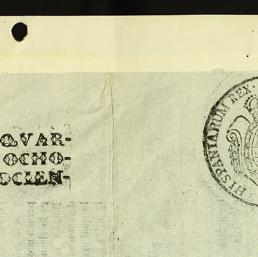 QVAR-
OCHO-
OCIEN-
HISPANIARUM REX